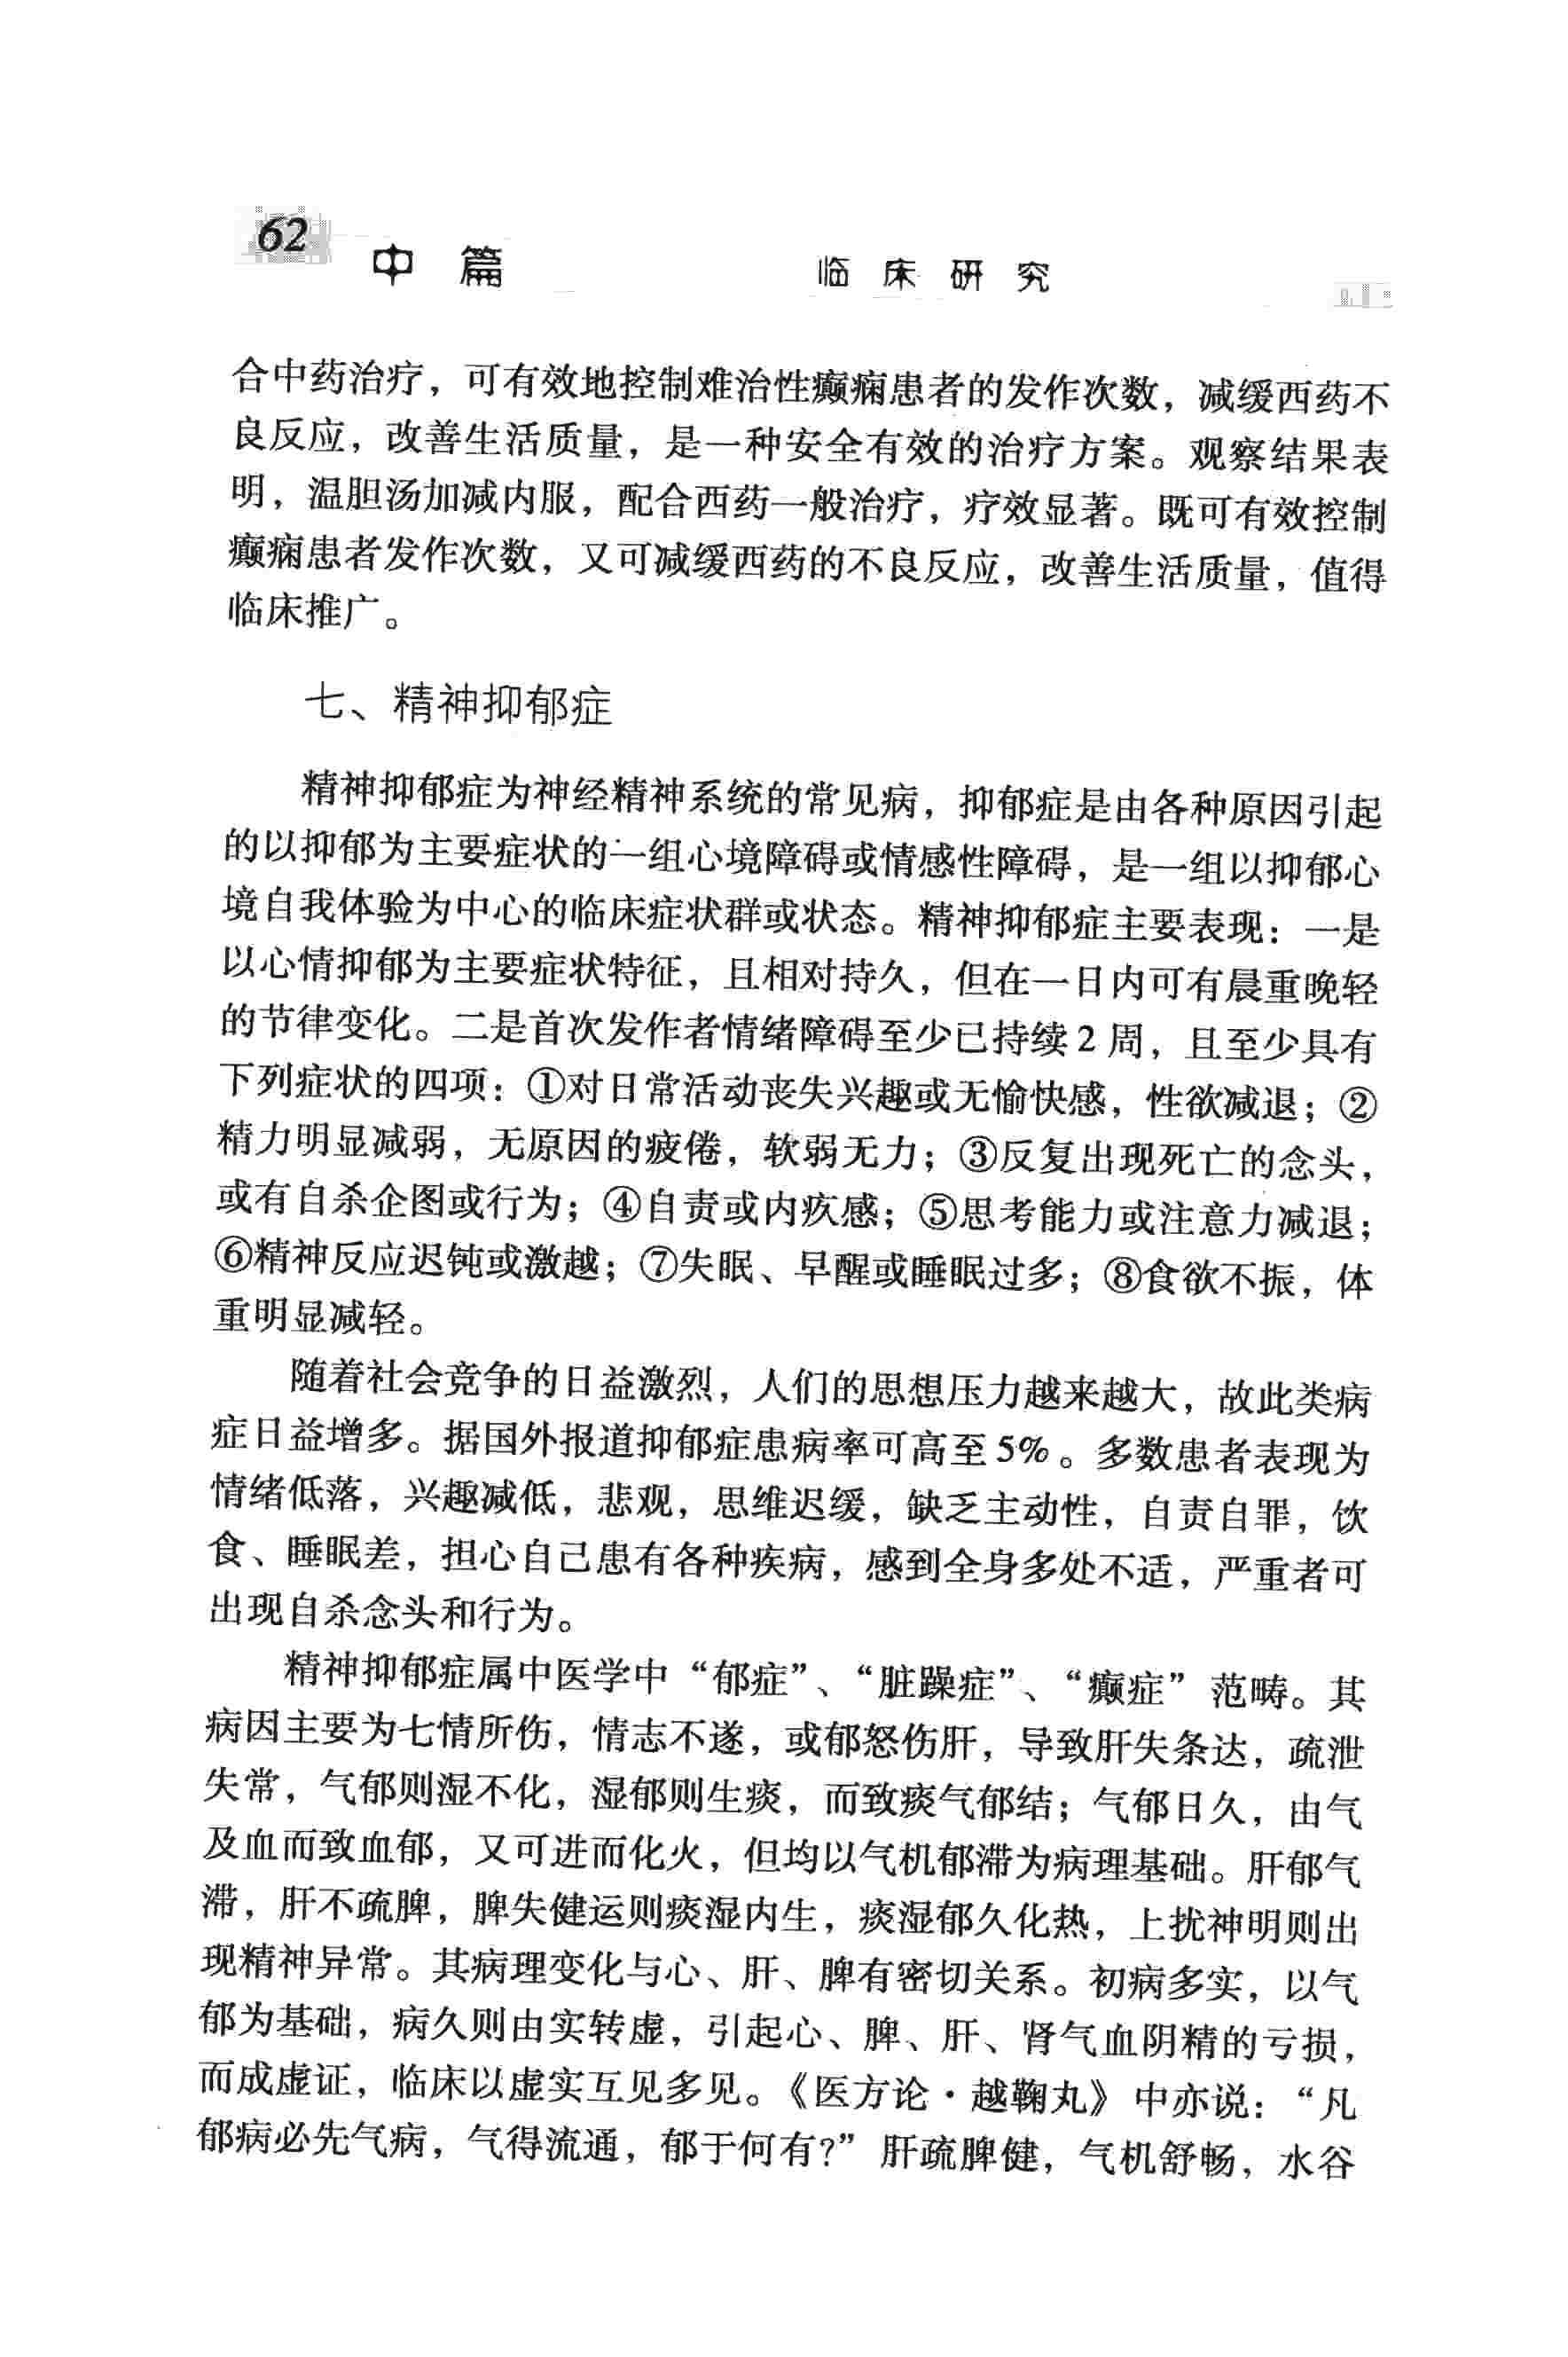 62
中 篇 临 床 研 究
合中药治疗，可有效地控制难治性癫痫患者的发作次数，减缓西药不
良反应，改善生活质量，是一种安全有效的治疗方案。观察结果表
明，温胆汤加减内服，配合西药一般治疗，疗效显著。既可有效控制
癫痫患者发作次数，又可减缓西药的不良反应，改善生活质量，值得
临床推广。
七、精神抑郁症
精神抑郁症为神经精神系统的常见病，抑郁症是由各种原因引起
的以抑郁为主要症状的一组心境障碍或情感性障碍，是一组以抑郁心
境自我体验为中心的临床症状群或状态。精神抑郁症主要表现：一是
以心情抑郁为主要症状特征，且相对持久，但在一日内可有晨重晚轻
的节律变化。二是首次发作者情绪障碍至少已持续 2 周，且至少具有
下列症状的四项：①对日常活动丧失兴趣或无愉快感，性欲减退；②
精力明显减弱，无原因的疲倦，软弱无力；③反复出现死亡的念头，
或有自杀企图或行为；④自责或内疚感；⑤思考能力或注意力减退；
⑥精神反应迟钝或激越；⑦失眠、早醒或睡眠过多；⑧食欲不振，体
重明显减轻。
随着社会竞争的日益激烈，人们的思想压力越来越大，故此类病
症日益增多。据国外报道抑郁症患病率可高至 5%。多数患者表现为
情绪低落，兴趣减低，悲观，思维迟缓，缺乏主动性，自责自罪，饮
食、睡眠差，担心自己患有各种疾病，感到全身多处不适，严重者可
出现自杀念头和行为。
精神抑郁症属中医学中“郁症”、“脏躁症”、“癫症”范畴。其
病因主要为七情所伤，情志不遂，或郁怒伤肝，导致肝失条达，疏泄
失常，气郁则湿不化，湿郁则生痰，而致痰气郁结；气郁日久，由气
及血而致血郁，又可进而化火，但均以气机郁滞为病理基础。肝郁气
滞，肝不疏脾，脾失健运则痰湿内生，痰湿郁久化热，上扰神明则出
现精神异常。其病理变化与心、肝、脾有密切关系。初病多实，以气
郁为基础，病久则由实转虚，引起心、脾、肝、肾气血阴精的亏损，
而成虚证，临床以虚实互见多见。《医方论·越鞠丸》中亦说：“凡
郁病必先气病，气得流通，郁于何有?”肝疏脾健，气机舒畅，水谷